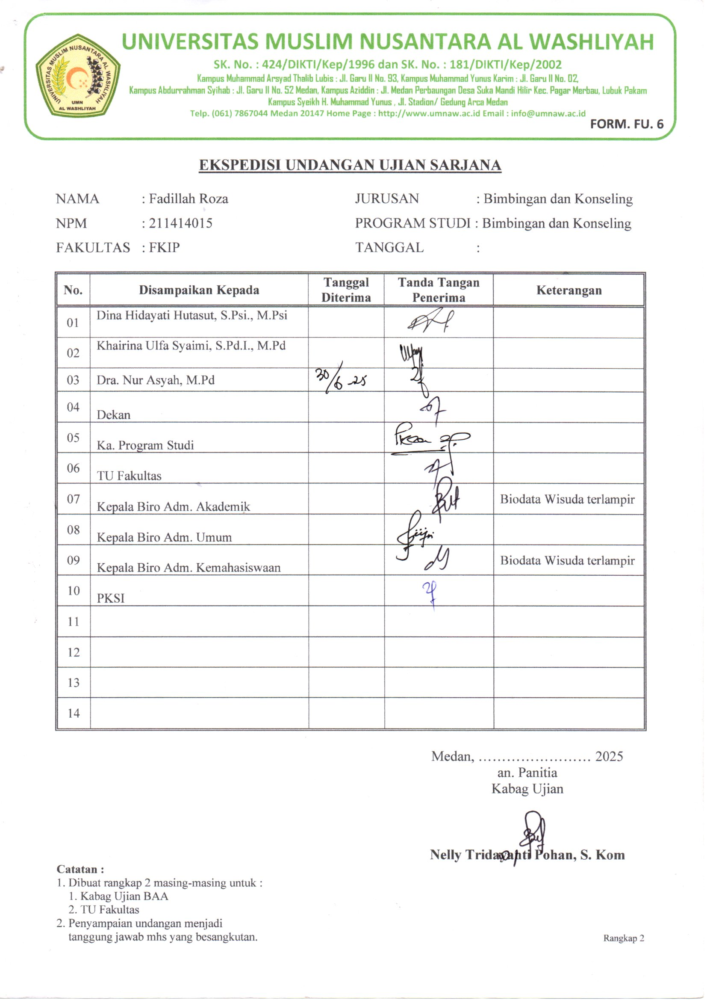 UNIVERSITAS MUSLIM NUSANTARA AL WASHLIYAH
UMN
AL WASHLIYAH
UNIVERSITAS MUSLIM NUSANTARA AL WASHLIYAH
SK. No. : 424/DIKTI/Kep/1996 dan SK. No. : 181/DIKTI/Kep/2002
Kampus Muhammad Arsyad Thalib Lubis : Jl. Garu II No. 93, Kampus Muhammad Yunus Karim : Jl. Garu II No. 02,
Kampus Abdurrahman Syihab : Jl. Garu II No. 52 Medan, Kampus Aziddin : Jl. Medan Perbaungan Desa Suka Mandi Hilir Kec. Pagar Merbau, Lubuk Pakam
Kampus Syeikh H. Muhammad Yunus , Jl. Stadion/ Gedung Arca Medan
Telp. (061) 7867044 Medan 20147 Home Page : http://www.umnaw.ac.id Email : info@umnaw.ac.id
FORM. FU. 6
EKSPEDISI UNDANGAN UJIAN SARJANA
NAMA : Fadillah Roza JURUSAN : Bimbingan dan Konseling
NPM : 211414015 PROGRAM STUDI : Bimbingan dan Konseling
FAKULTAS : FKIP TANGGAL :
No. Disampaikan Kepada Tanggal Diterima Tanda Tangan Penerima Keterangan
01 Dina Hidayati Hutasut, S.Psi., M.Psi
02 Khairina Ulfa Syaimi, S.Pd.I., M.Pd
03 Dra. Nur Asyah, M.Pd 30/6-25
04 Dekan
05 Ka. Program Studi
06 TU Fakultas
07 Kepala Biro Adm. Akademik Biodata Wisuda terlampir
08 Kepala Biro Adm. Umum
09 Kepala Biro Adm. Kemahasiswaan Biodata Wisuda terlampir
10 PKSI
11
12
13
14
Medan, ........................ 2025
an. Panitia
Kabag Ujian
Nelly Tridayanti Pohan, S. Kom
Catatan :
1. Dibuat rangkap 2 masing-masing untuk :
1. Kabag Ujian BAA
2. TU Fakultas
2. Penyampaian undangan menjadi
tanggung jawab mhs yang besangkutan.
Rangkap 2